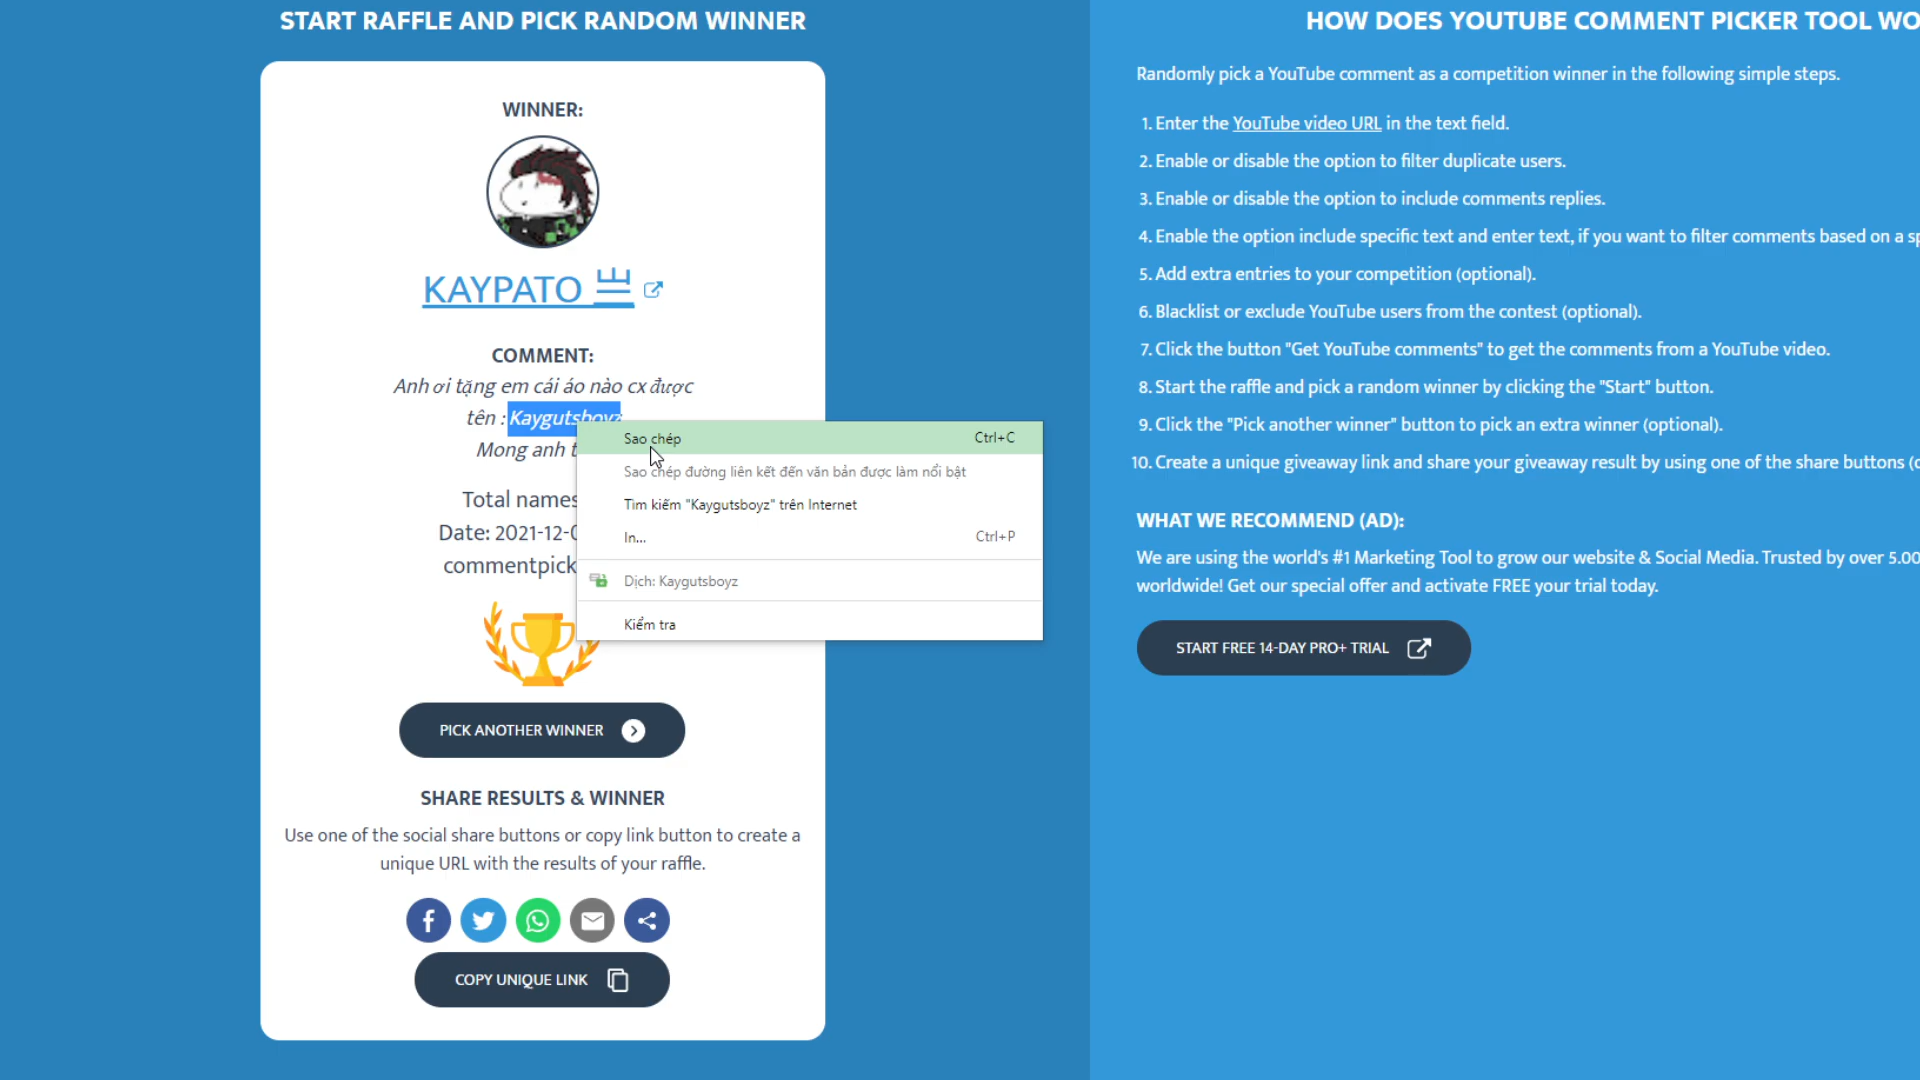 START RAFFLE AND PICK RANDOM WINNER
WINNER:
KAYPATO 亗
COMMENT:
Anh ơi tặng em cái áo nào cx được
tên : Kaygutsboyz
Mong anh t
Total names
Date: 2021-12-0
commentpick
Sao chép Ctrl+C
Sao chép đường liên kết đến văn bản được làm nổi bật
Tìm kiếm "Kaygutsboyz" trên Internet
In... Ctrl+P
Dịch: Kaygutsboyz
Kiểm tra
PICK ANOTHER WINNER
SHARE RESULTS & WINNER
Use one of the social share buttons or copy link button to create a
unique URL with the results of your raffle.
COPY UNIQUE LINK
HOW DOES YOUTUBE COMMENT PICKER TOOL WO
Randomly pick a YouTube comment as a competition winner in the following simple steps.
1. Enter the YouTube video URL in the text field.
2. Enable or disable the option to filter duplicate users.
3. Enable or disable the option to include comments replies.
4. Enable the option include specific text and enter text, if you want to filter comments based on a sp
5. Add extra entries to your competition (optional).
6. Blacklist or exclude YouTube users from the contest (optional).
7. Click the button "Get YouTube comments" to get the comments from a YouTube video.
8. Start the raffle and pick a random winner by clicking the "Start" button.
9. Click the "Pick another winner" button to pick an extra winner (optional).
10. Create a unique giveaway link and share your giveaway result by using one of the share buttons (o
WHAT WE RECOMMEND (AD):
We are using the world's #1 Marketing Tool to grow our website & Social Media. Trusted by over 5.00
worldwide! Get our special offer and activate FREE your trial today.
START FREE 14-DAY PRO+ TRIAL